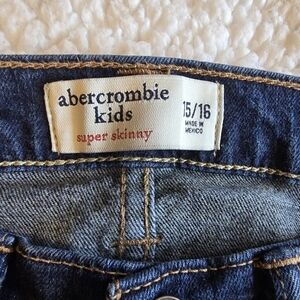 abercrombie
kids
super skinny
15/16
MADE IN
MEXICO